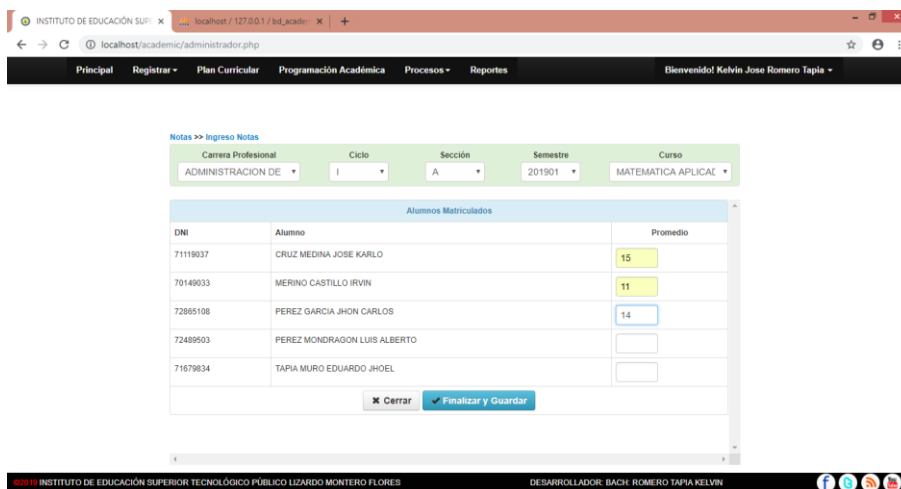 INSTITUTO DE EDUCACIÓN SUPE localhost / 127.0.0.1 / bd_academ
localhost/academic/administrador.php
Principal Registrar Plan Curricular Programación Académica Procesos Reportes Bienvenido! Kelvin Jose Romero Tapia
Notas >> Ingreso Notas
Carrera Profesional Ciclo Sección Semestre Curso
ADMINISTRACION DE I A 201901 MATEMATICA APLICAD
Alumnos Matriculados
DNI Alumno Promedio
71119037 CRUZ MEDINA JOSE KARLO 15
70149033 MERINO CASTILLO IRVIN 11
72865108 PEREZ GARCIA JHON CARLOS 14
72489503 PEREZ MONDRAGON LUIS ALBERTO
71679834 TAPIA MURO EDUARDO JHOEL
Cerrar Finalizar y Guardar
©2019 INSTITUTO DE EDUCACIÓN SUPERIOR TECNOLÓGICO PÚBLICO LIZARDO MONTERO FLORES DESARROLLADOR: BACH: ROMERO TAPIA KELVIN